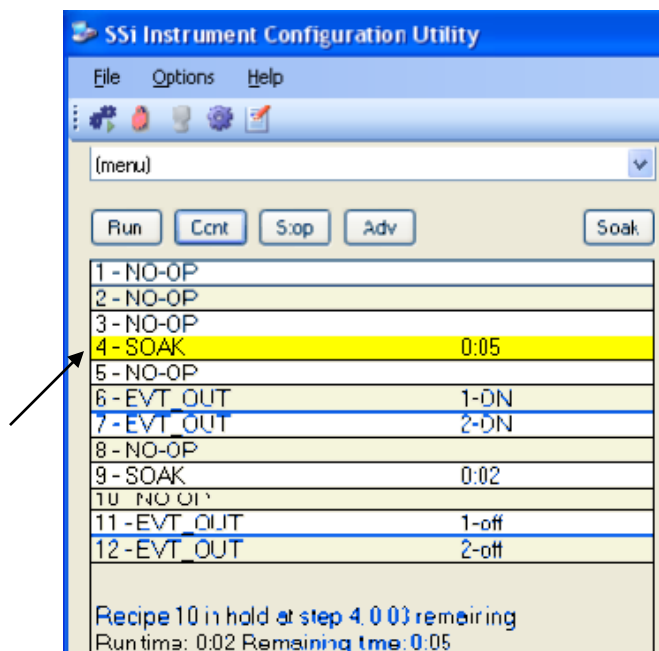 SSi Instrument Configuration Utility
File Options Help
(menu)
Run Cont Stop Adv Soak
1 - NO-OP
2 - NO-OP
3 - NO-OP
4 - SOAK 0:05
5 - NO-OP
6 - EVT_OUT 1-ON
7 - EVT_OUT 2-ON
8 - NO-OP
9 - SOAK 0:02
10 - NO-OP
11 - EVT_OUT 1-off
12 - EVT_OUT 2-off
Recipe 10 in hold at step 4, 0:03 remaining
Run time: 0:02 Remaining time: 0:05